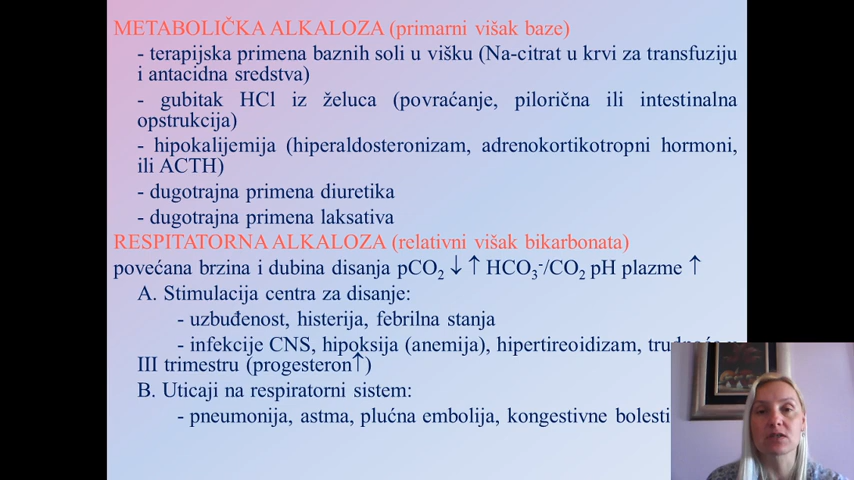 METABOLIČKA ALKALOZA (primarni višak baze)
- terapijska primena baznih soli u višku (Na-citrat u krvi za transfuziju
i antacidna sredstva)
- gubitak HCl iz želuca (povraćanje, pilorična ili intestinalna
opstrukcija)
- hipokalijemija (hiperaldosteronizam, adrenokortikotropni hormoni,
ili ACTH)
- dugotrajna primena diuretika
- dugotrajna primena laksativa
RESPITATORNA ALKALOZA (relativni višak bikarbonata)
povećana brzina i dubina disanja pCO₂ ↓ ↑ HCO₃⁻/CO₂ pH plazme ↑
A. Stimulacija centra za disanje:
- uzbuđenost, histerija, febrilna stanja
- infekcije CNS, hipoksija (anemija), hipertireoidizam,
III trimestru (progesteron↑)
B. Uticaji na respiratorni sistem:
- pneumonija, astma, plućna embolija, kongestivne bolesti